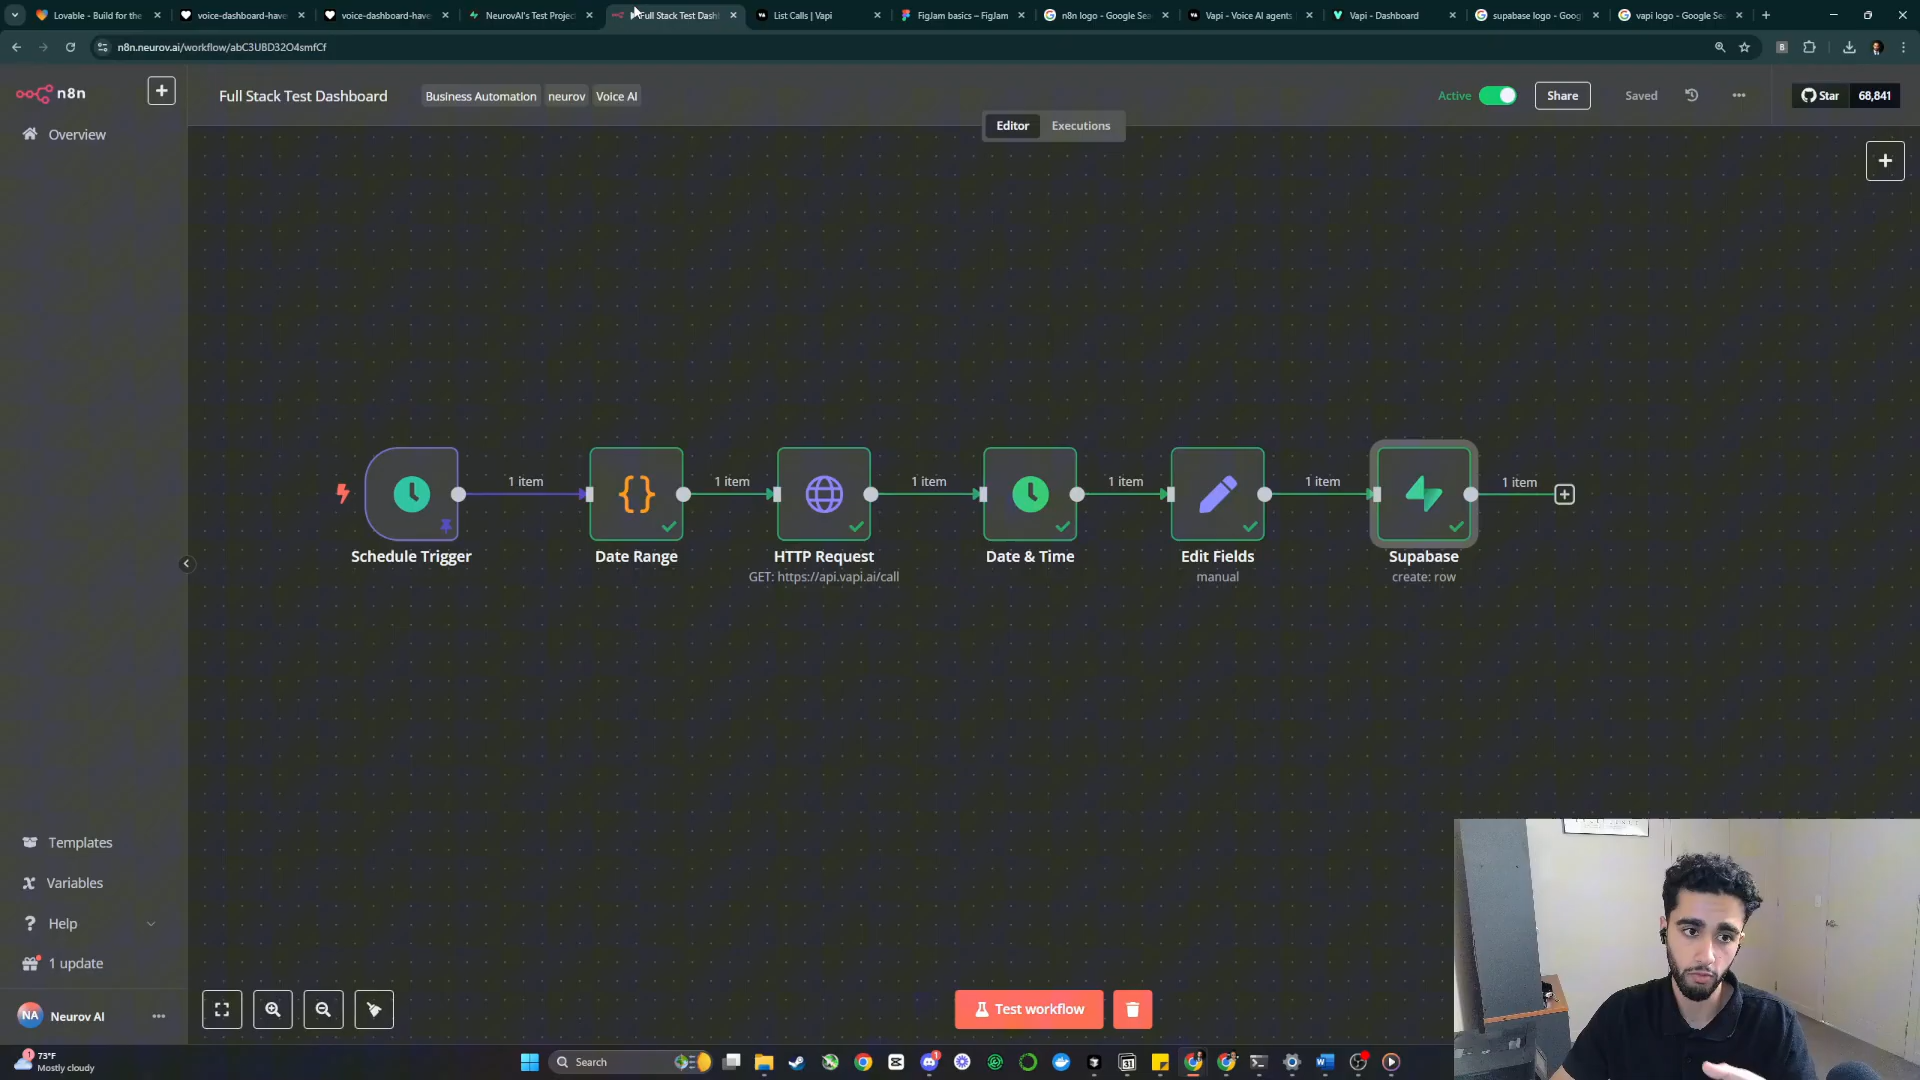 Lovable - Build for the
voice-dashboard-have
voice-dashboard-have
NeurovAI's Test Projec
Full Stack Test Dash
List Calls | Vapi
FigJam basics – FigJam
n8n logo - Google Sea
Vapi - Voice AI agents
Vapi - Dashboard
supabase logo - Goog
vapi logo - Google Se
n8n.neurov.ai/workflow/abC3UBD32O4smfCf
n8n
Full Stack Test Dashboard
Business Automation
neurov
Voice AI
Active
Share
Saved
Star
68,841
Editor
Executions
Overview
1 item
1 item
1 item
1 item
1 item
1 item
Schedule Trigger
Date Range
HTTP Request
Date & Time
Edit Fields
Supabase
GET: https://api.vapi.ai/call
manual
create: row
Templates
Variables
Help
1 update
NA
Neurov AI
Test workflow
1
73°F
Mostly cloudy
Search
31